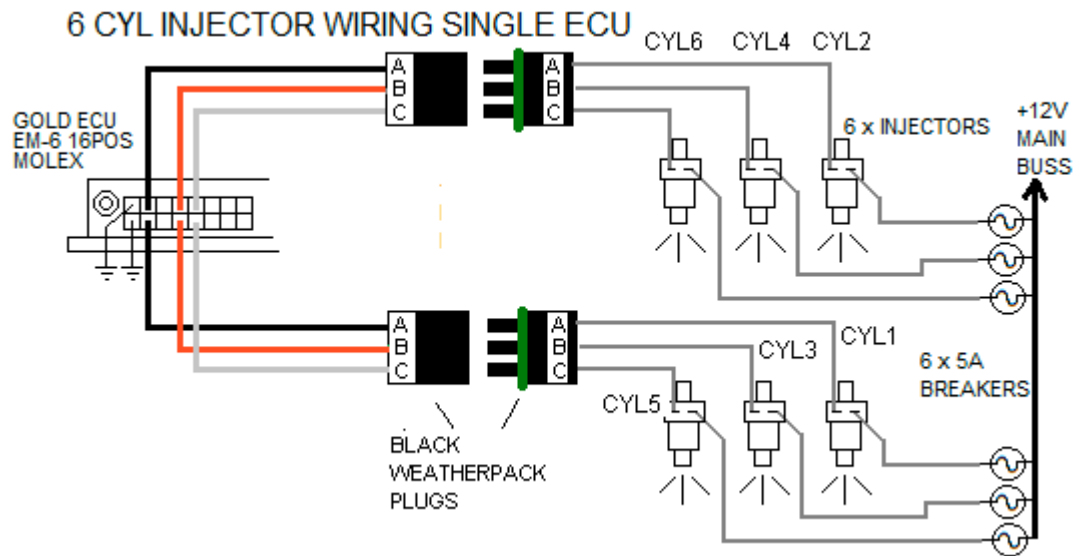 6 CYL INJECTOR WIRING SINGLE ECU
CYL6
CYL4
CYL2
A
B
C
A
B
C
GOLD ECU
EM-6 16POS
MOLEX
6 x INJECTORS
+12V
MAIN
BUSS
A
B
C
A
B
C
CYL5
CYL3
CYL1
6 x 5A
BREAKERS
BLACK
WEATHERPACK
PLUGS